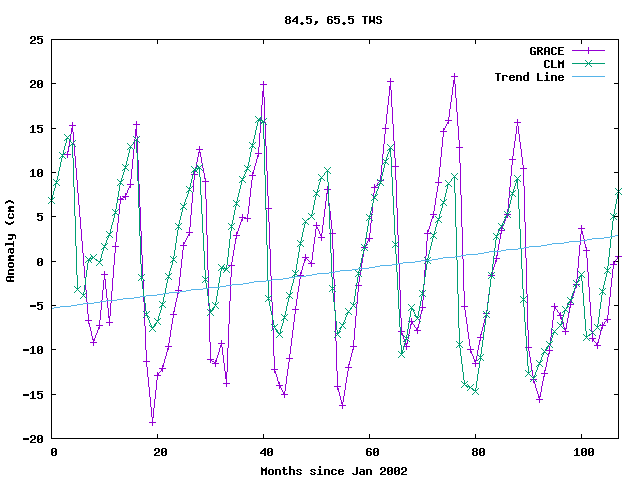 84.5, 65.5 TWS
GRACE
CLM
Trend Line
25
20
15
10
5
0
-5
-10
-15
-20
Anomaly (cm)
0 20 40 60 80 100
Months since Jan 2002